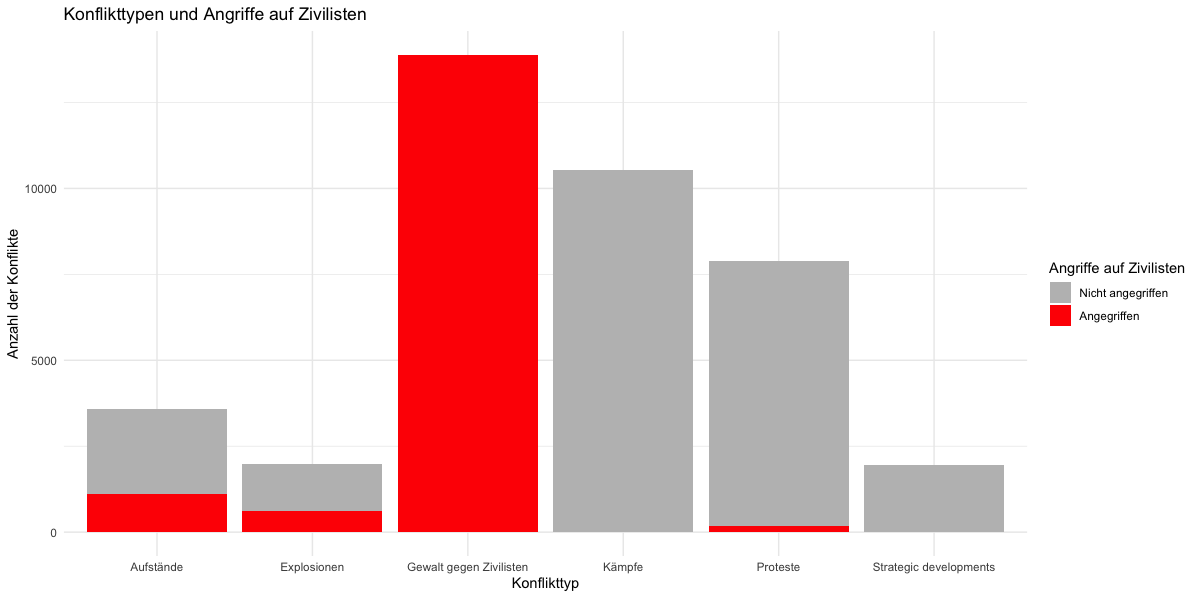 Konflikttypen und Angriffe auf Zivilisten
Anzahl der Konflikte
10000
5000
0
Aufstände
Explosionen
Gewalt gegen Zivilisten
Kämpfe
Proteste
Strategic developments
Konflikttyp
Angriffe auf Zivilisten
Nicht angegriffen
Angegriffen